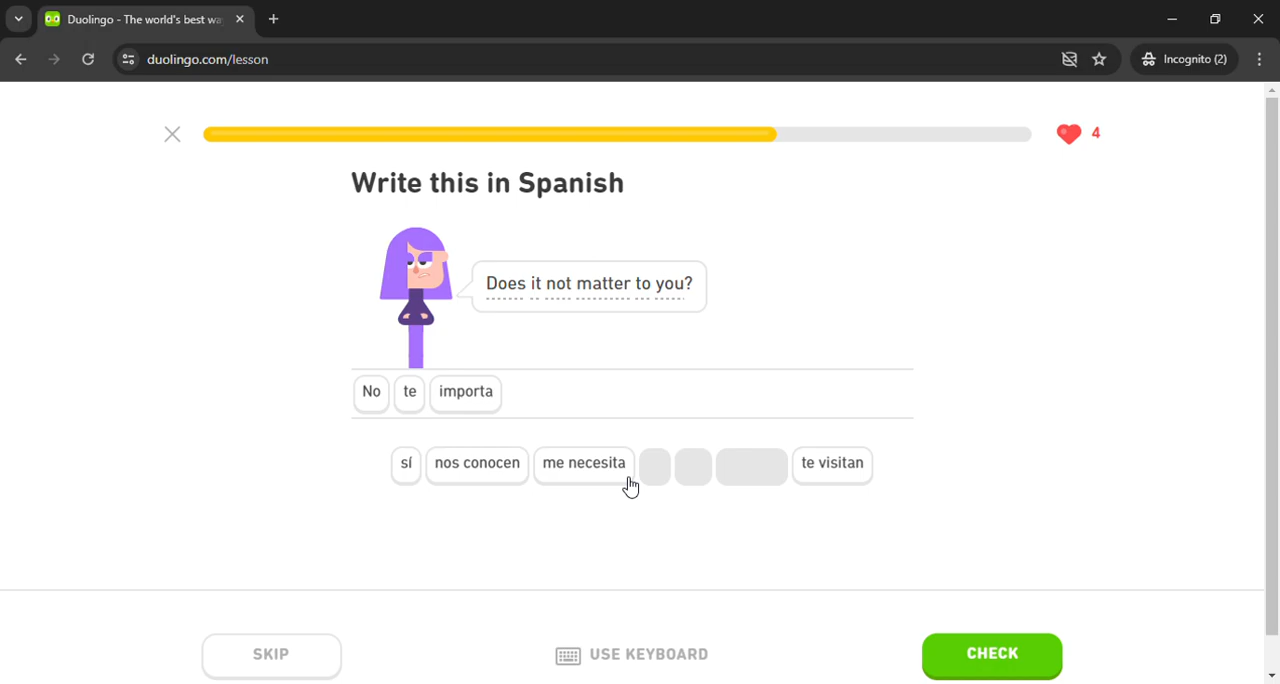 Duolingo - The world's best wa
duolingo.com/lesson
Incognito (2)
4
Write this in Spanish
Does it not matter to you?
No te importa
sí nos conocen me necesita te visitan
SKIP USE KEYBOARD CHECK